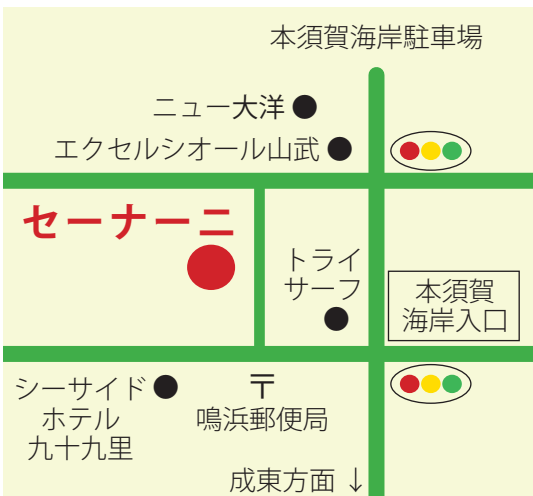 本須賀海岸駐車場
ニュー大洋
エクセルシオール山武
セーナーニ
トライ
サーフ
本須賀
海岸入口
シーサイド
ホテル
九十九里
〒
鳴浜郵便局
成東方面 ↓